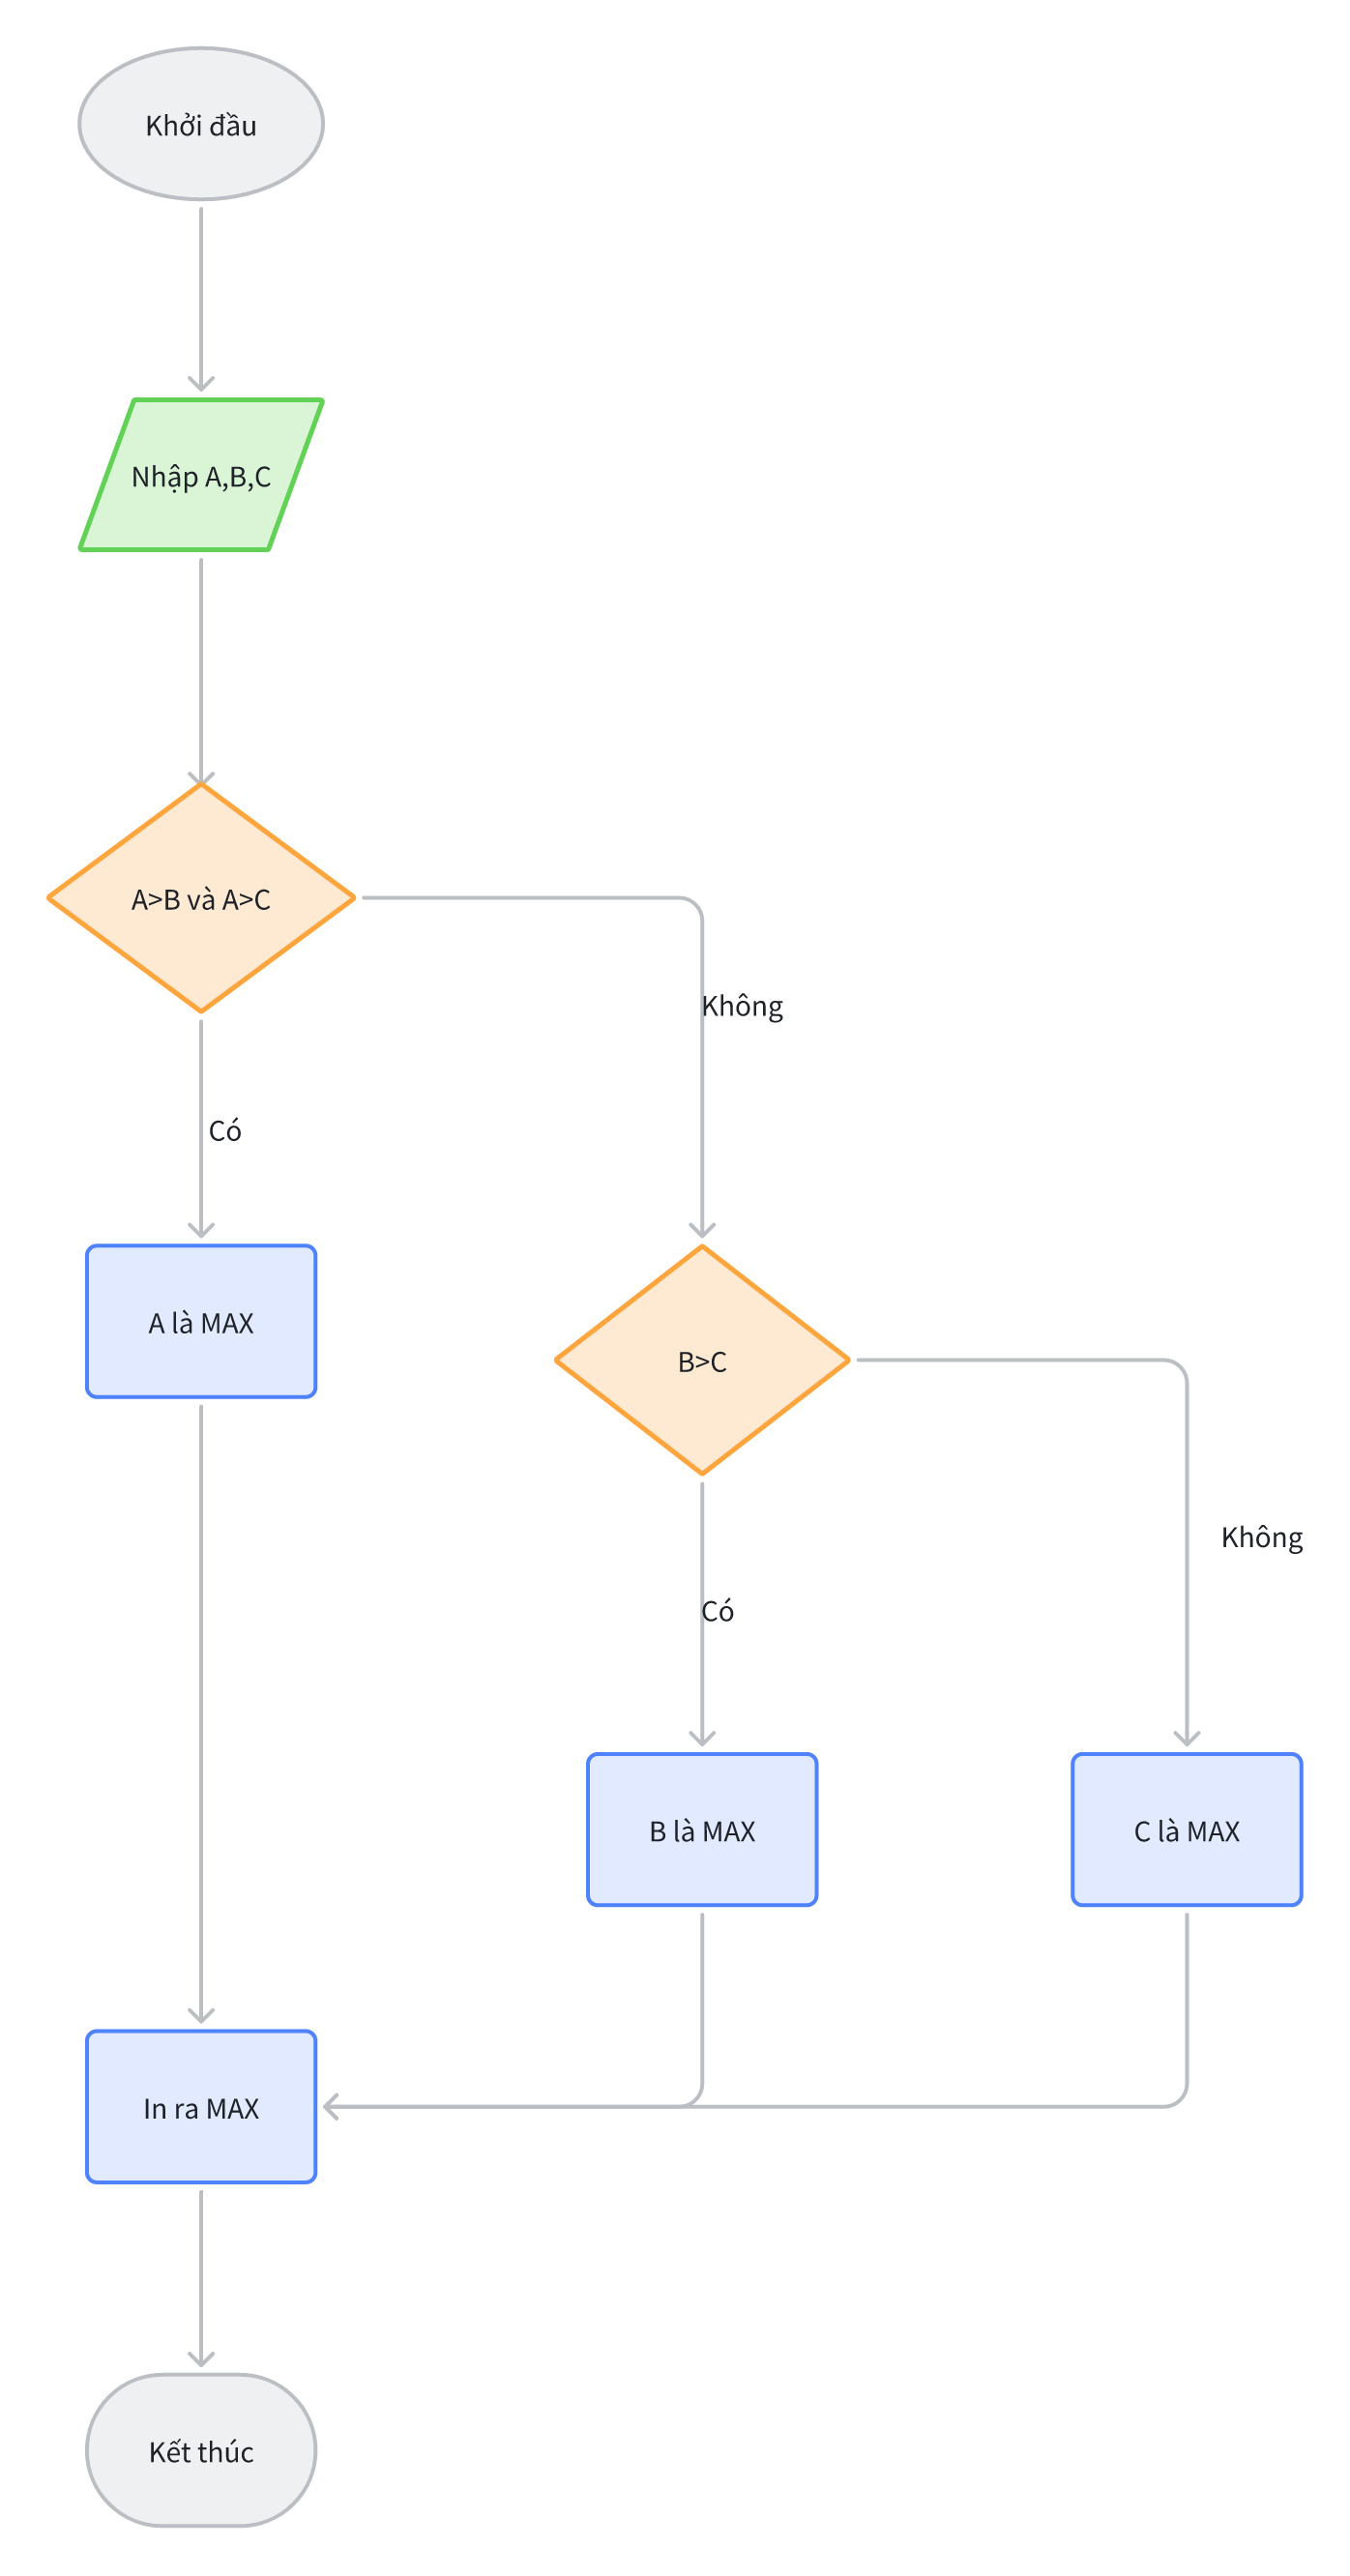 Khởi đầu
Nhập A,B,C
A>B và A>C
Không
Có
A là MAX
B>C
Không
Có
B là MAX
C là MAX
In ra MAX
Kết thúc